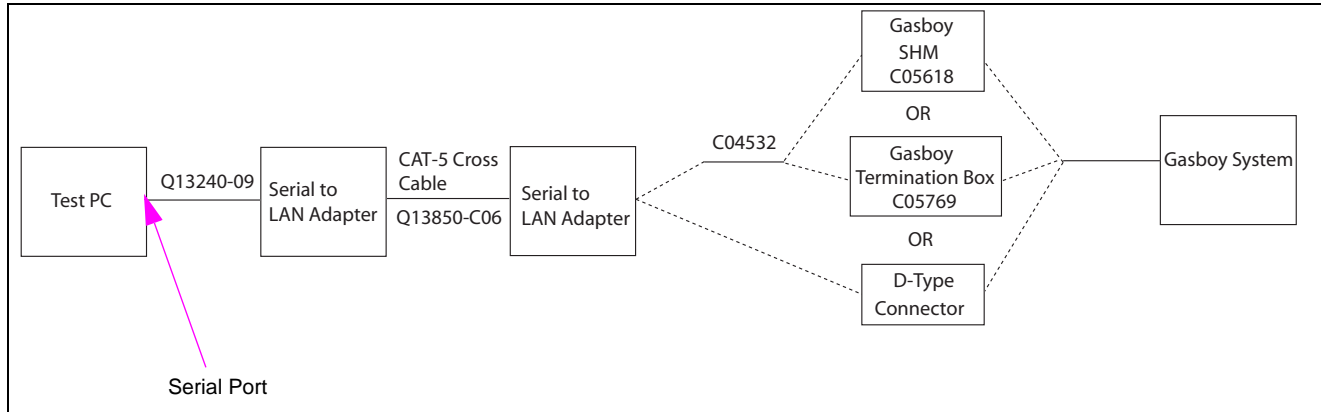 Test PC
Serial Port
Q13240-09
Serial to
LAN Adapter
CAT-5 Cross
Cable
Q13850-C06
Serial to
LAN Adapter
C04532
Gasboy
SHM
C05618
OR
Gasboy
Termination Box
C05769
OR
D-Type
Connector
Gasboy System